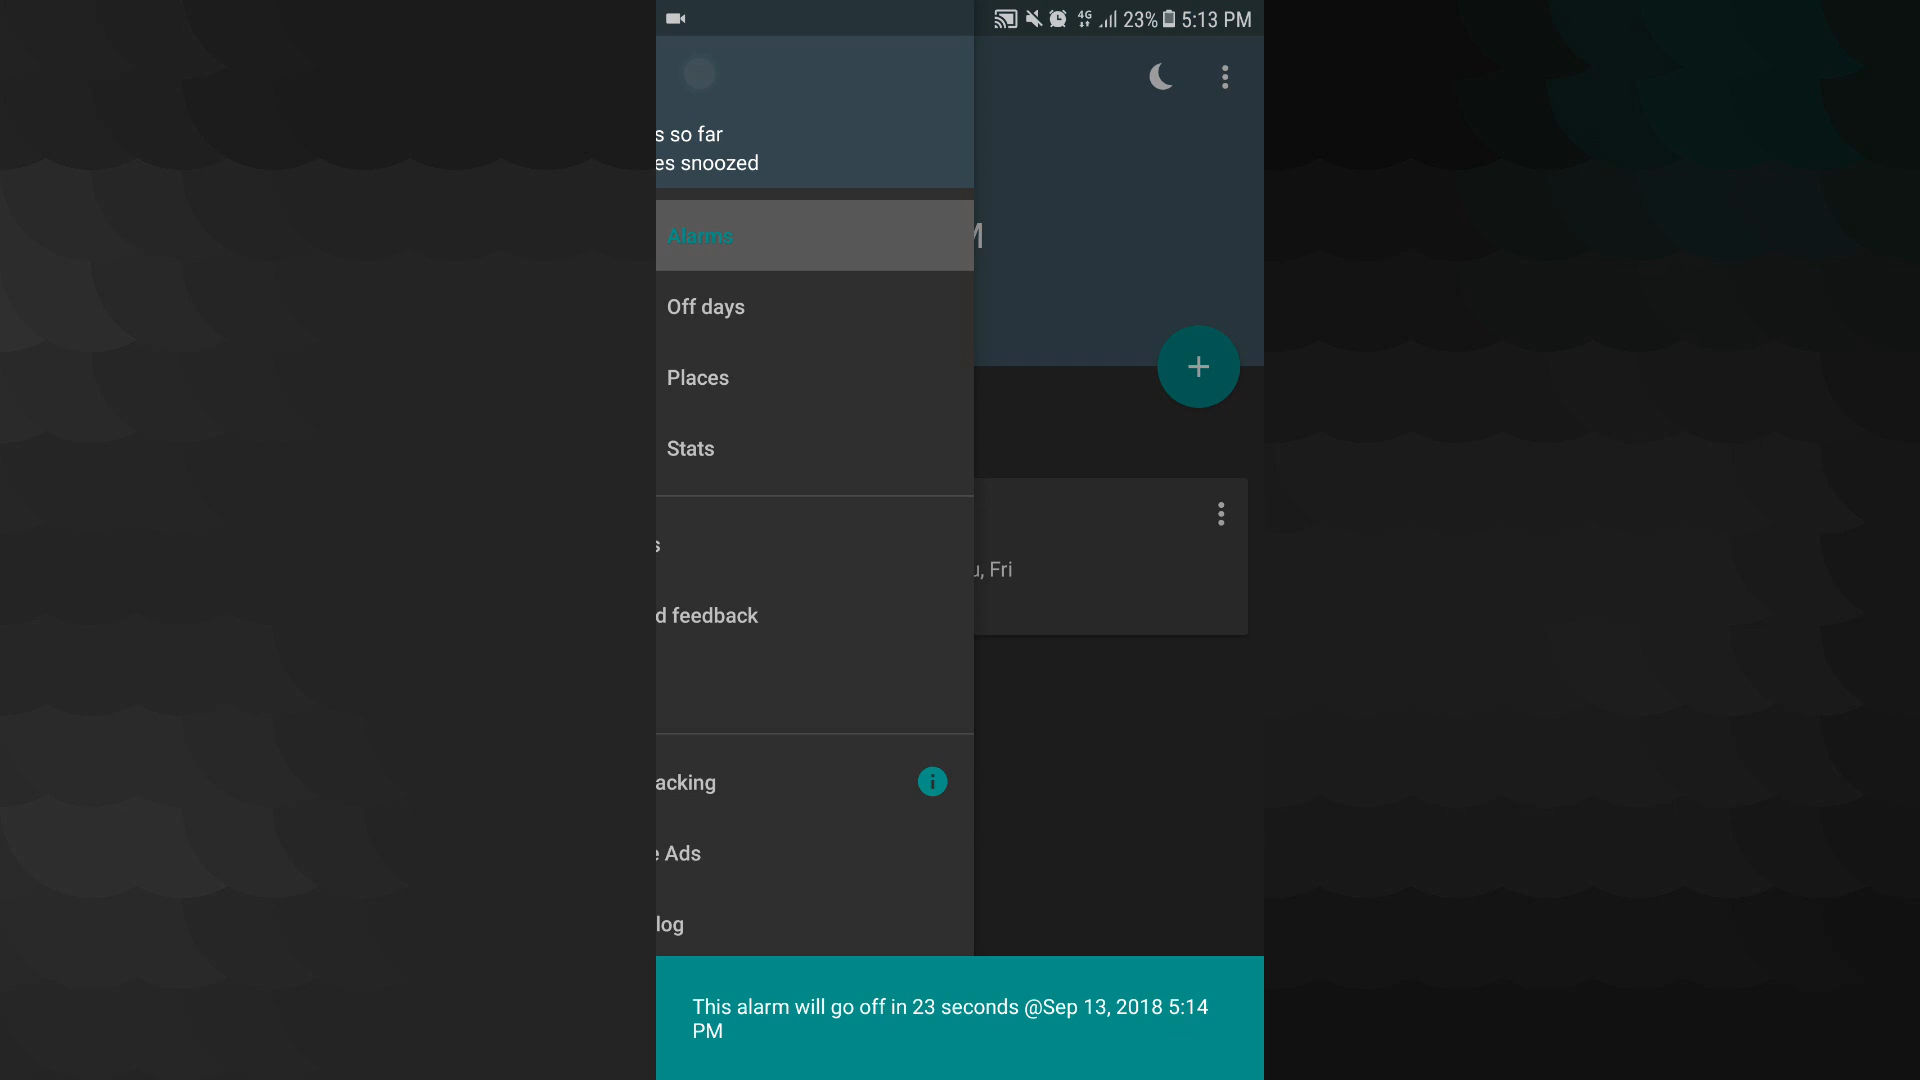 4G 23% 5:13 PM
s so far
es snoozed
Alarms
Off days
Places
Stats
s
d feedback
acking
e Ads
log
M
u, Fri
This alarm will go off in 23 seconds @Sep 13, 2018 5:14
PM